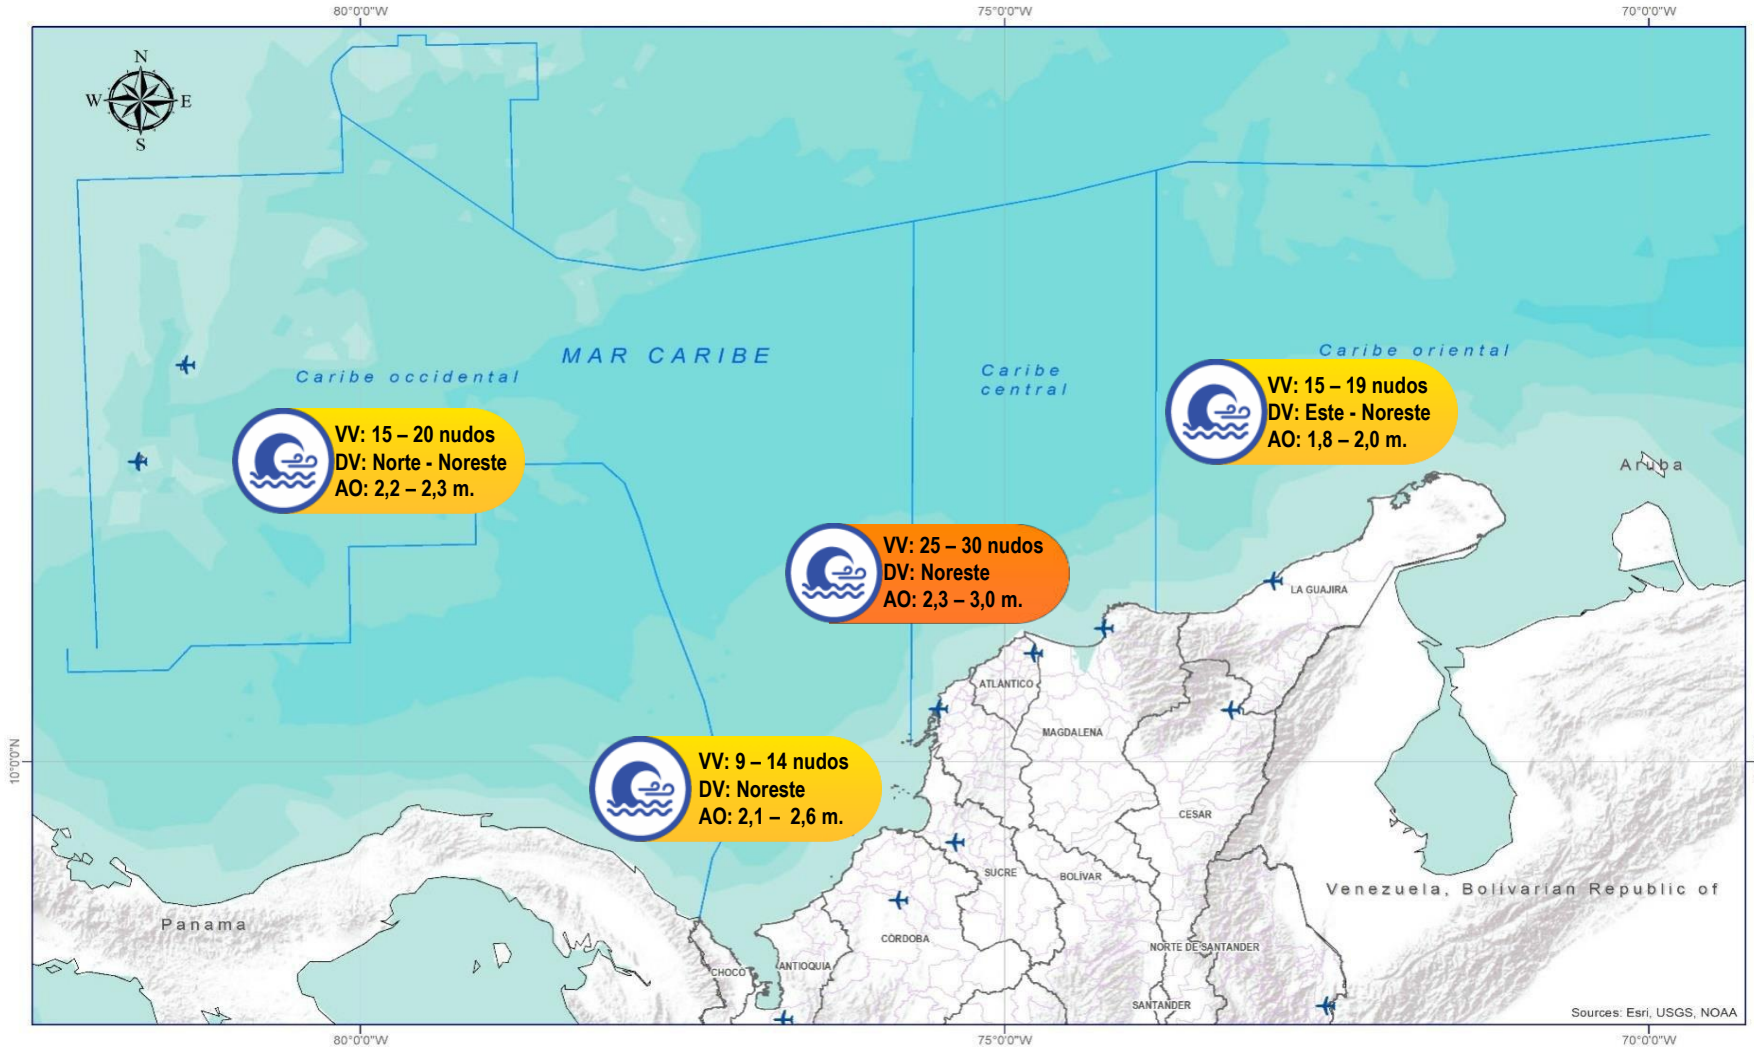 80°0'0"W
75°0'0"W
70°0'0"W
N
W
E
S
MAR CARIBE
Caribe occidental
Caribe
central
Caribe oriental
VV: 15 – 19 nudos
DV: Este - Noreste
AO: 1,8 – 2,0 m.
VV: 15 – 20 nudos
DV: Norte - Noreste
AO: 2,2 – 2,3 m.
Aruba
VV: 25 – 30 nudos
DV: Noreste
AO: 2,3 – 3,0 m.
LA GUAJIRA
ATLÁNTICO
MAGDALENA
10°0'0"N
VV: 9 – 14 nudos
DV: Noreste
AO: 2,1 – 2,6 m.
CESAR
SUCRE
BOLÍVAR
Venezuela, Bolivarian Republic of
Panama
CÓRDOBA
NORTE DE SANTANDER
CHOCÓ
ANTIOQUIA
SANTANDER
Sources: Esri, USGS, NOAA
80°0'0"W
75°0'0"W
70°0'0"W